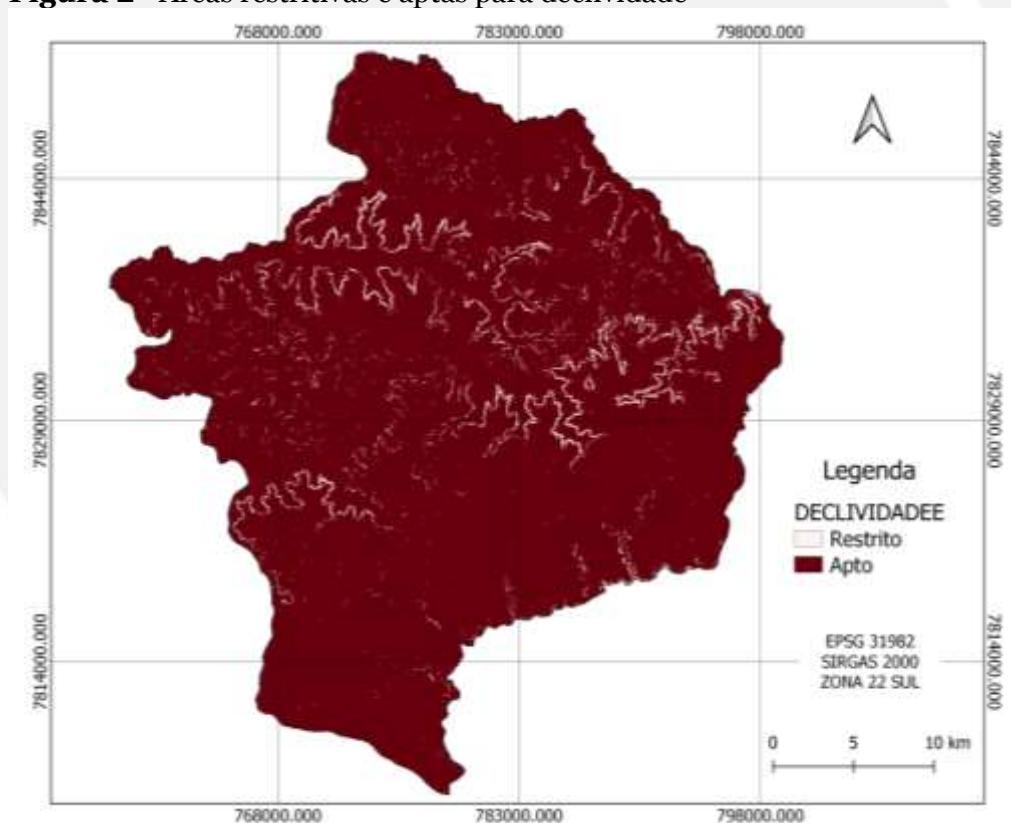 Figura 2 - Áreas restritivas e aptas para declividade
768000.000 783000.000 798000.000
7844000.000 7844000.000
7829000.000 7829000.000
Legenda
DECLIVIDADEE
Restrito
Apto
EPSG 31982
SIRGAS 2000
ZONA 22 SUL
7814000.000 7814000.000
0 5 10 km
768000.000 783000.000 798000.000